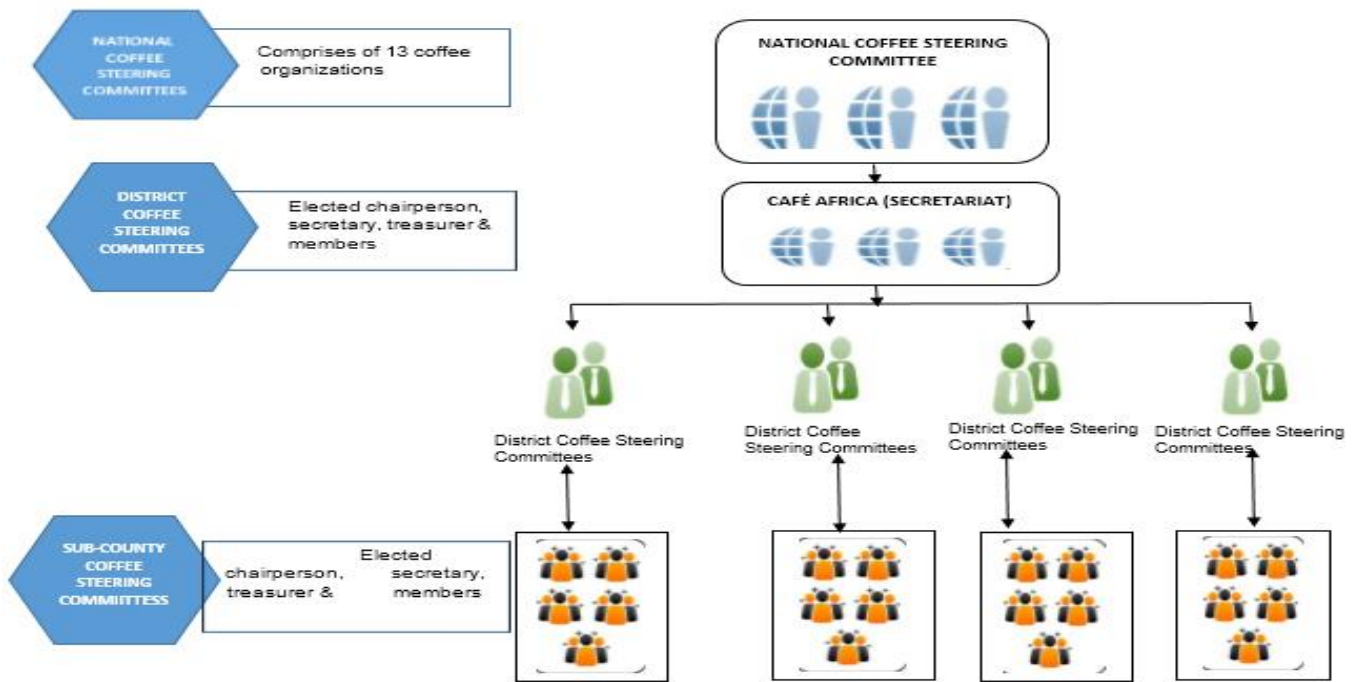 NATIONAL
COFFEE
STEERING
COMMITTEES
Comprises of 13 coffee
organizations
NATIONAL COFFEE STEERING
COMMITTEE
DISTRICT
COFFEE
STEERING
COMMITTEES
Elected chairperson,
secretary, treasurer &
members
CAFÉ AFRICA (SECRETARIAT)
District Coffee Steering
Committees
District Coffee
Steering Committees
District Coffee Steering
Committees
District Coffee Steering
Committees
SUB-COUNTY
COFFEE
STEERING
COMMIITTESS
Elected
chairperson, secretary,
treasurer & members